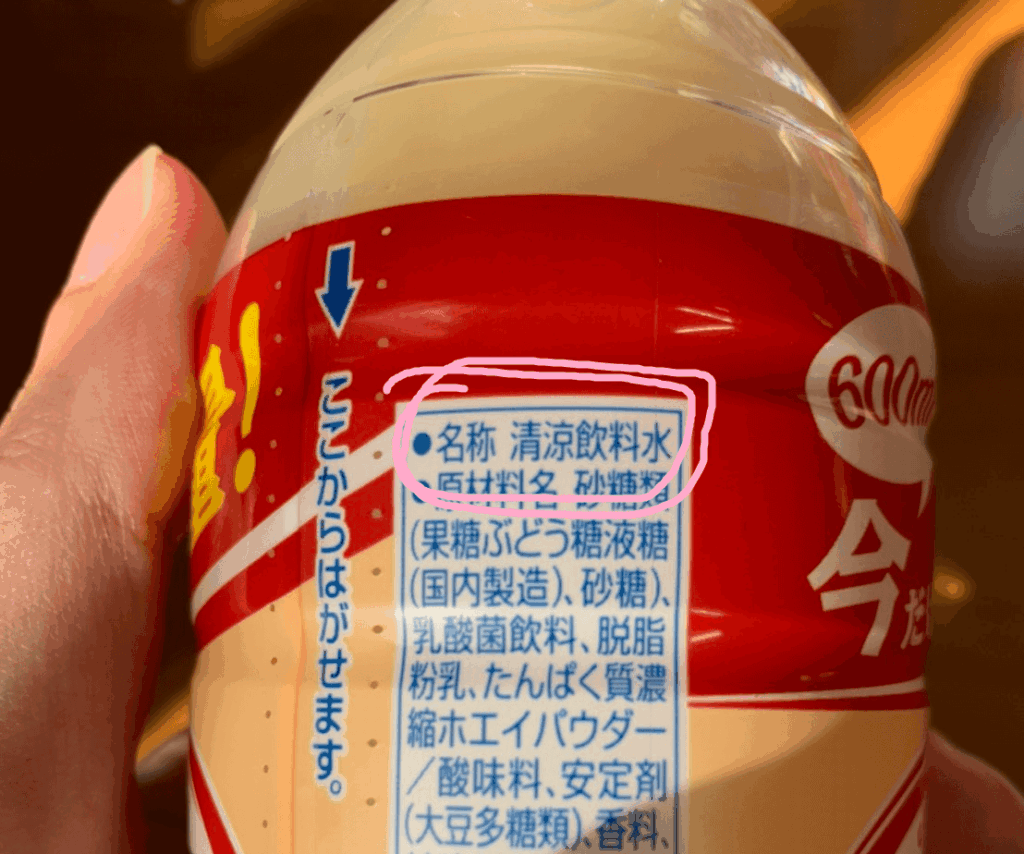 ここからはがせます。
●名称 清涼飲料水
●原材料名 砂糖類
(果糖ぶどう糖液糖
(国内製造)、砂糖)、
乳酸菌飲料、脱脂
粉乳、たんぱく質濃
縮ホエイパウダー
/酸味料、安定剤
(大豆多糖類)、香料、
600m
今だ
量!